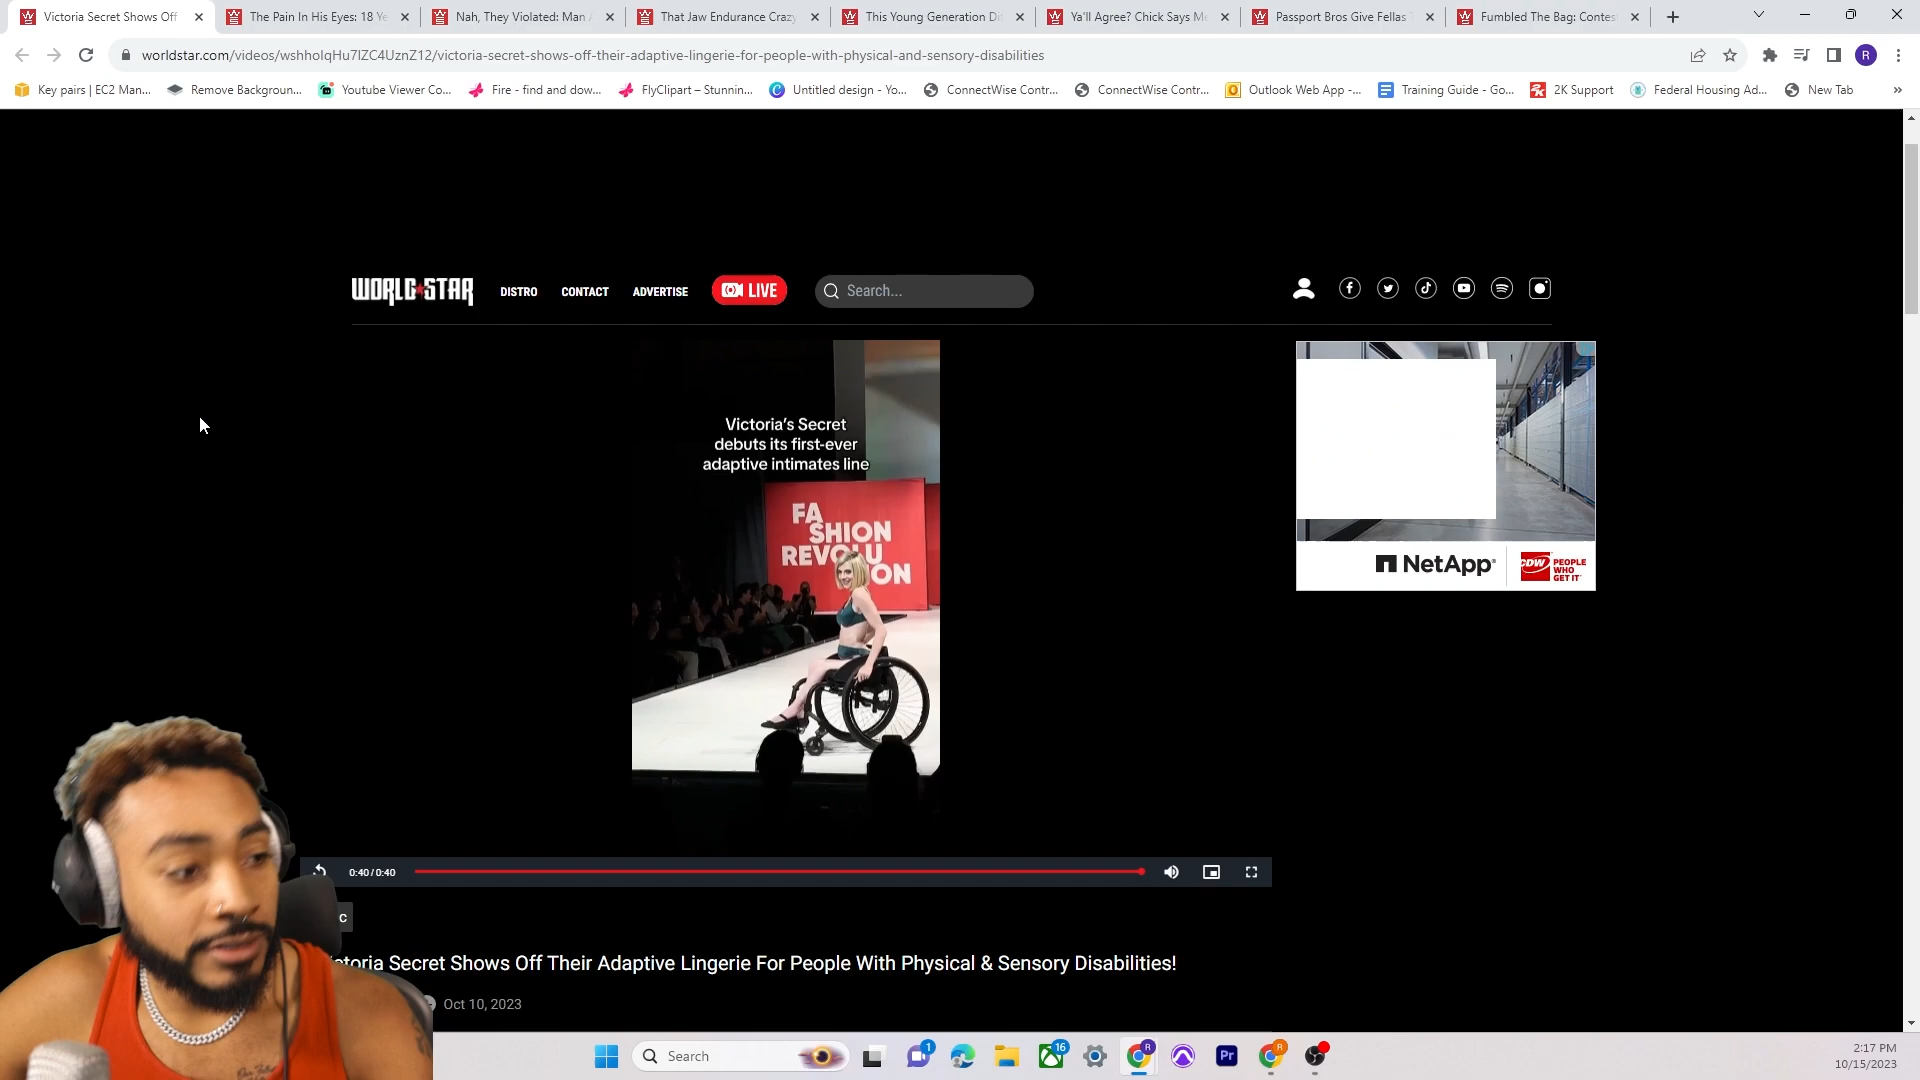 Victoria Secret Shows Off
The Pain In His Eyes: 18 Ye
Nah, They Violated: Man A
That Jaw Endurance Crazy
This Young Generation Di
Ya'll Agree? Chick Says Me
Passport Bros Give Fellas T
Fumbled The Bag: Contes
worldstar.com/videos/wshhoIqHu7IZC4UznZ12/victoria-secret-shows-off-their-adaptive-lingerie-for-people-with-physical-and-sensory-disabilities
R
Key pairs | EC2 Man...
Remove Backgroun...
Youtube Viewer Co...
Fire - find and dow...
FlyClipart – Stunnin...
Untitled design - Yo...
ConnectWise Contr...
ConnectWise Contr...
Outlook Web App -...
Training Guide - Go...
2K Support
Federal Housing Ad...
New Tab
WORLDSTAR
DISTRO
CONTACT
ADVERTISE
LIVE
Search...
Victoria's Secret
debuts its first-ever
adaptive intimates line
FA
SHION
REVOLU
ON
NetApp
CDW PEOPLE
WHO
GET IT
0:40 / 0:40
c
ictoria Secret Shows Off Their Adaptive Lingerie For People With Physical & Sensory Disabilities!
Oct 10, 2023
Search
1
16
R
Pr
R
2:17 PM
10/15/2023